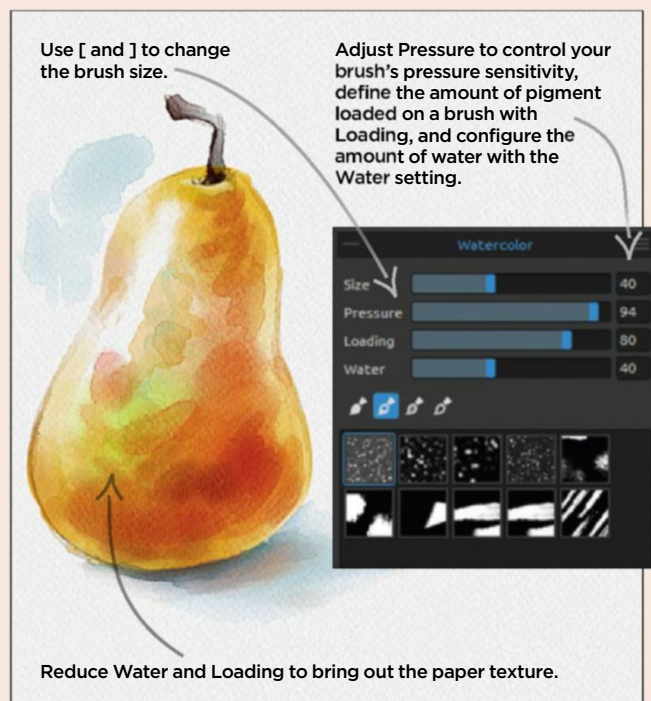 Use [ and ] to change
the brush size.
Adjust Pressure to control your
brush's pressure sensitivity,
define the amount of pigment
loaded on a brush with
Loading, and configure the
amount of water with the
Water setting.
Watercolor
Size 40
Pressure 94
Loading 80
Water 40
Reduce Water and Loading to bring out the paper texture.